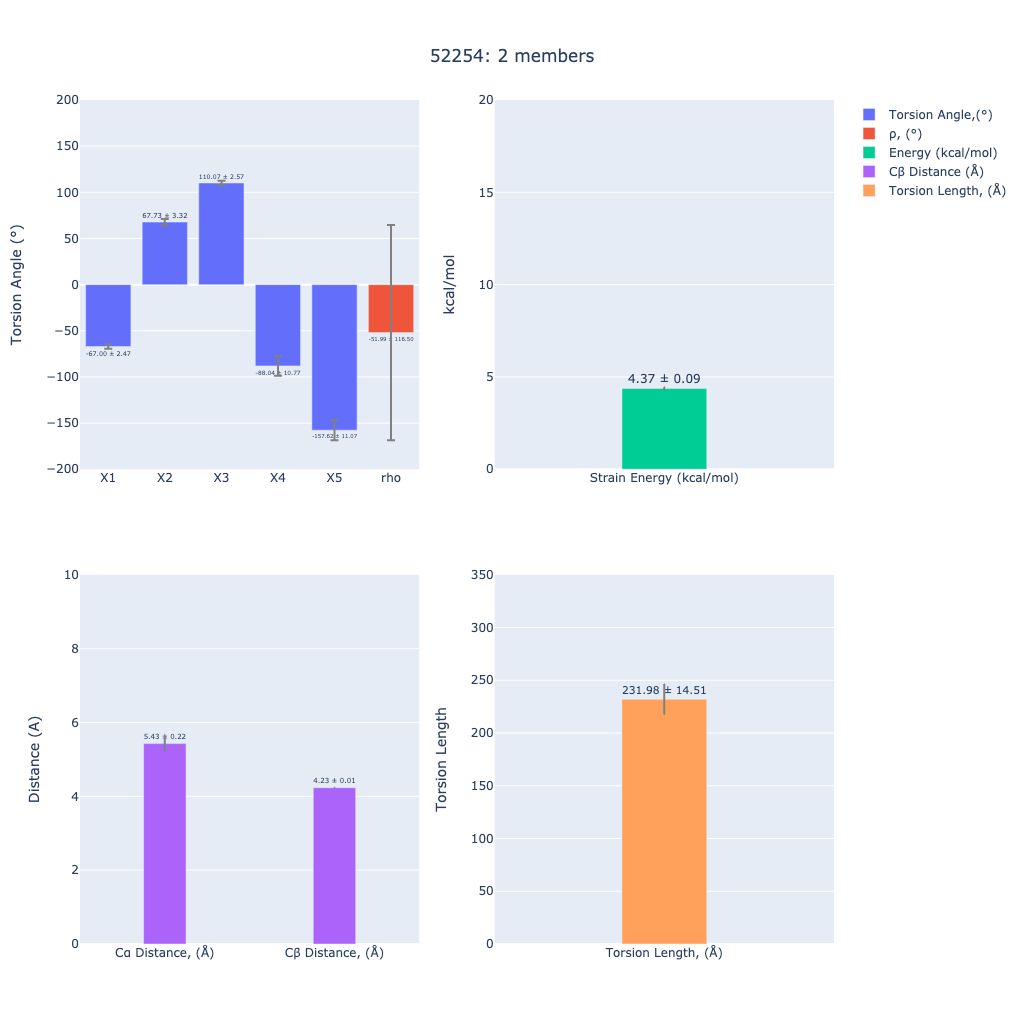 52254: 2 members
200
150
100
50
0
−50
−100
−150
−200
Torsion Angle (°)
-67.00 ± 2.47
67.73 ± 3.32
110.07 ± 2.57
-88.04 ± 10.77
-157.62 ± 11.07
-51.99 ± 116.50
X1 X2 X3 X4 X5 rho
20
15
10
5
0
kcal/mol
4.37 ± 0.09
Strain Energy (kcal/mol)
Torsion Angle,(°)
ρ, (°)
Energy (kcal/mol)
Cβ Distance (Å)
Torsion Length, (Å)
10
8
6
4
2
0
Distance (A)
5.43 ± 0.22
4.23 ± 0.01
Cα Distance, (Å) Cβ Distance, (Å)
350
300
250
200
150
100
50
0
Torsion Length
231.98 ± 14.51
Torsion Length, (Å)